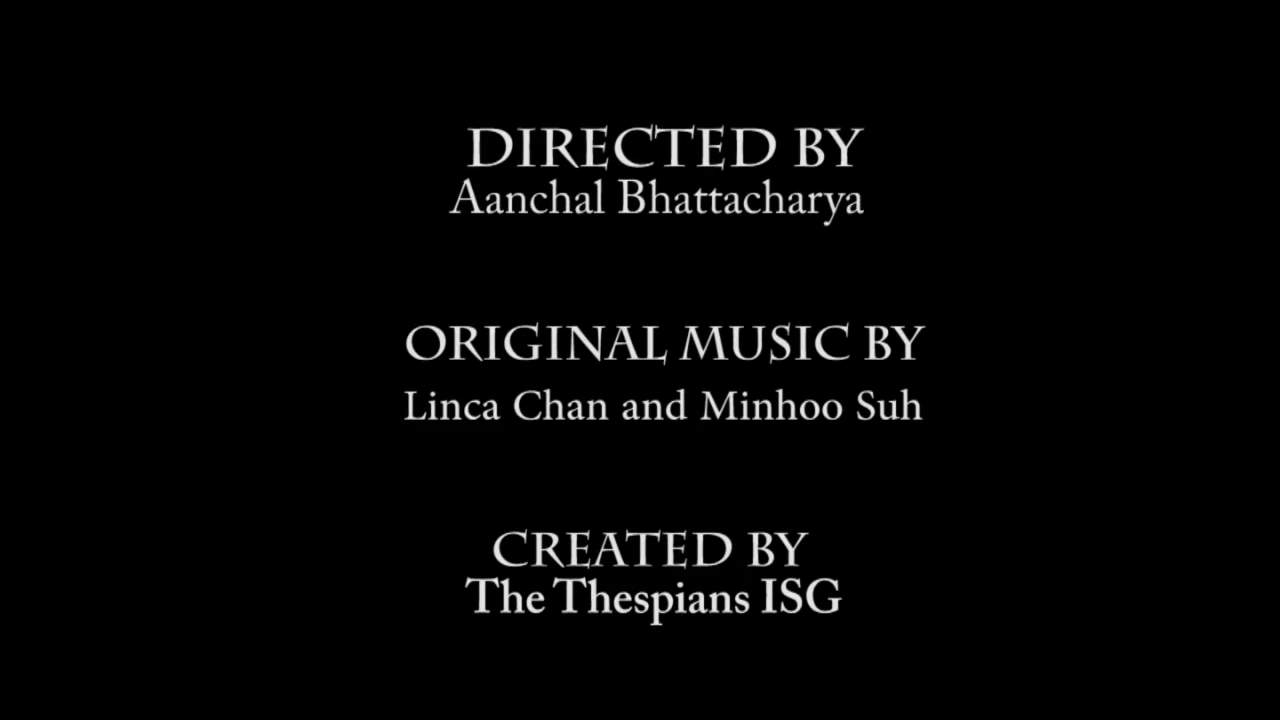 DIRECTED BY
Aanchal Bhattacharya
ORIGINAL MUSIC BY
Linca Chan and Minhoo Suh
CREATED BY
The Thespians ISG